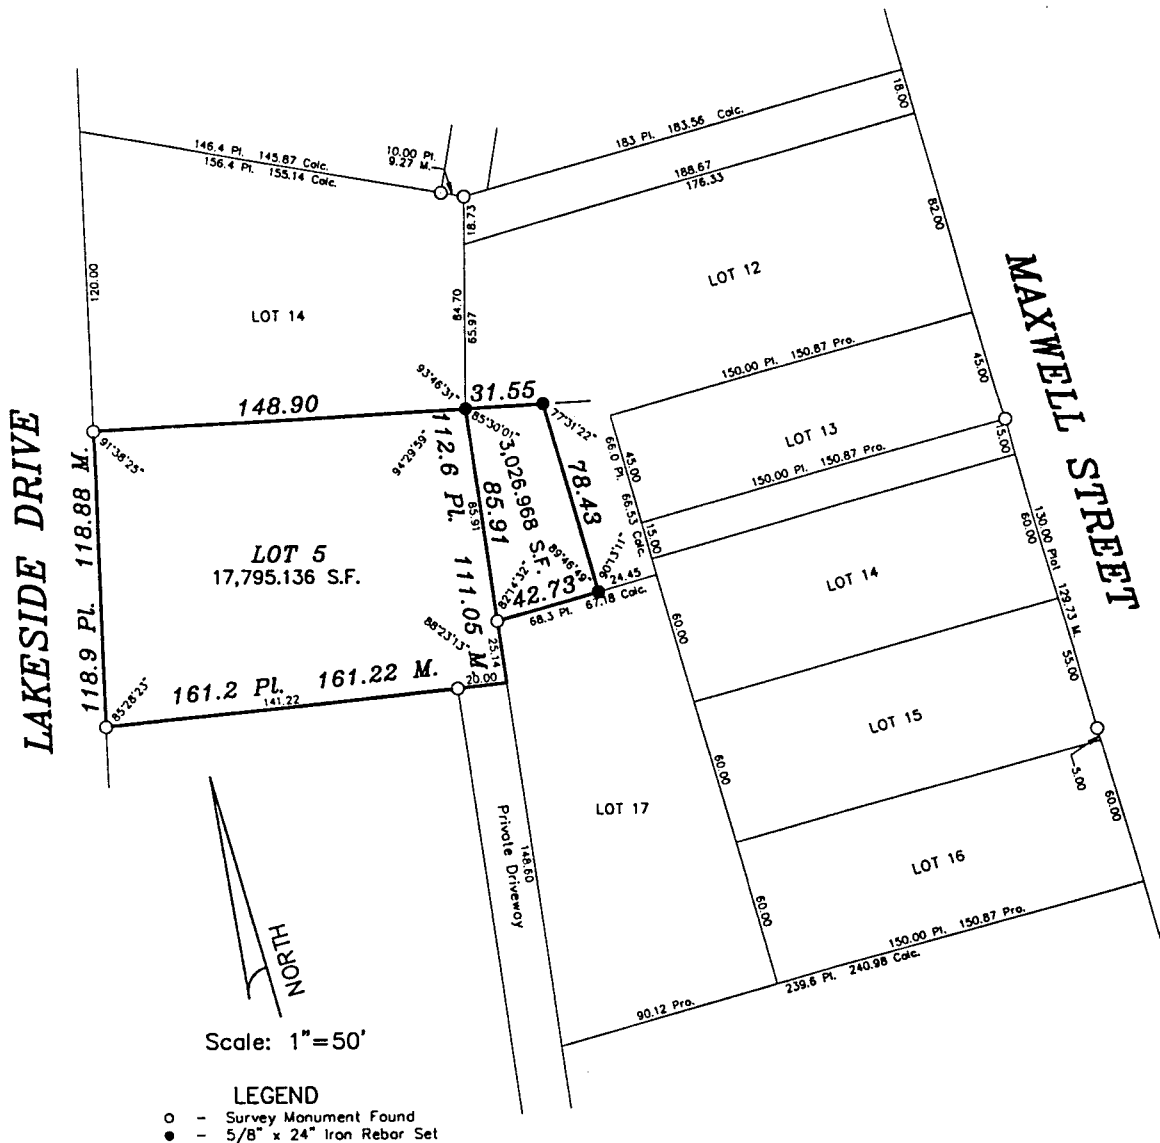 18.00
183 Pl. 183.56 Calc.
146.4 Pl. 145.87 Calc.
156.4 Pl. 155.14 Calc.
10.00 Pl.
9.27 M.
188.67
176.33
18.73
82.00
120.00
LOT 14
84.70
65.97
LOT 12
MAXWELL STREET
150.00 Pl. 150.87 Pro.
45.00
93°46'31"
31.55
148.90
85°30'01"
77°31'22"
91°38'25"
94°29'59"
112.6 Pl. 111.05 M.
85.91
85.91
3,026.968 S.F.
78.43
66.0 Pl. 66.53 Calc.
45.00
LOT 13
150.00 Pl. 150.87 Pro.
15.00
15.00
LAKESIDE DRIVE
118.9 Pl. 118.88 M.
LOT 5
17,795.136 S.F.
82°14'32"
89°46'49"
90°13'11"
42.73
24.45
68.3 Pl. 67.18 Calc.
LOT 14
130.00 Plat 129.73 M.
60.00
60.00
88°23'13"
25.14
20.00
161.2 Pl. 161.22 M.
141.22
85°28'23"
55.00
LOT 15
60.00
5.00
60.00
LOT 17
Private Driveway
148.60
LOT 16
60.00
150.00 Pl. 150.87 Pro.
239.6 Pl. 240.98 Calc.
90.12 Pro.
NORTH
Scale: 1"=50'
LEGEND
○ - Survey Monument Found
● - 5/8" x 24" Iron Rebar Set